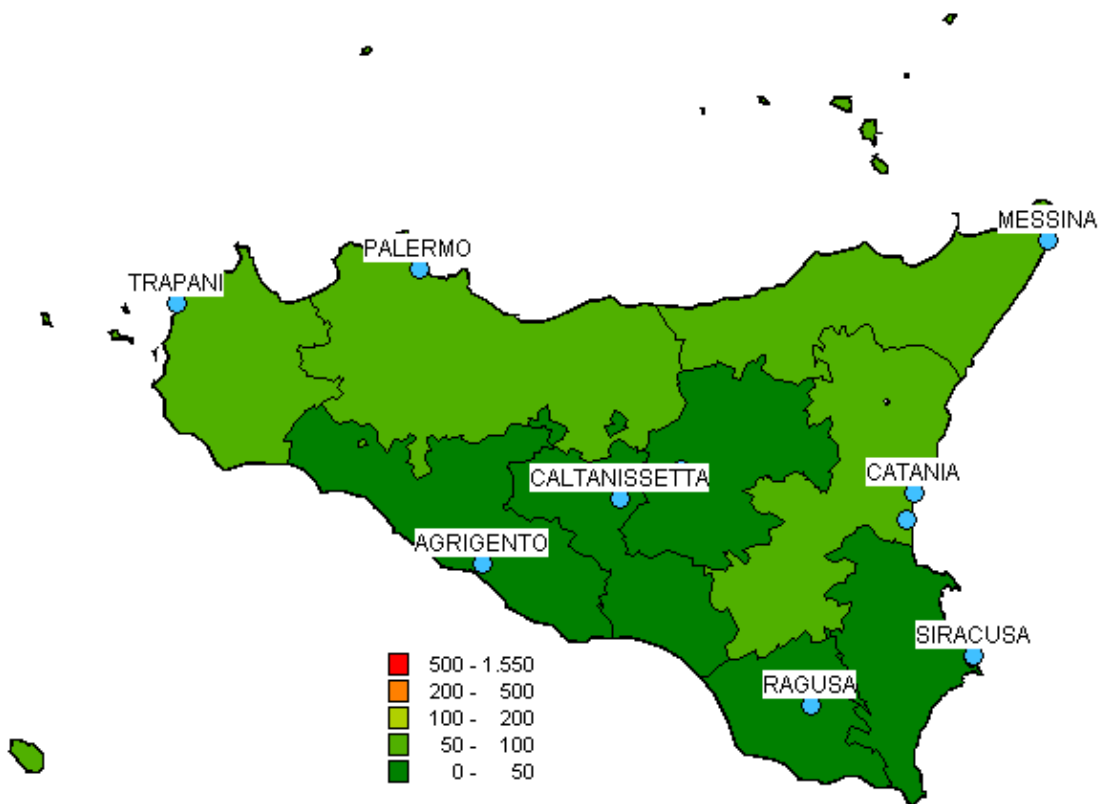 MESSINA
PALERMO
TRAPANI
CATANIA
CALTANISSETTA
AGRIGENTO
SIRACUSA
RAGUSA
500 - 1.550
200 - 500
100 - 200
50 - 100
0 - 50